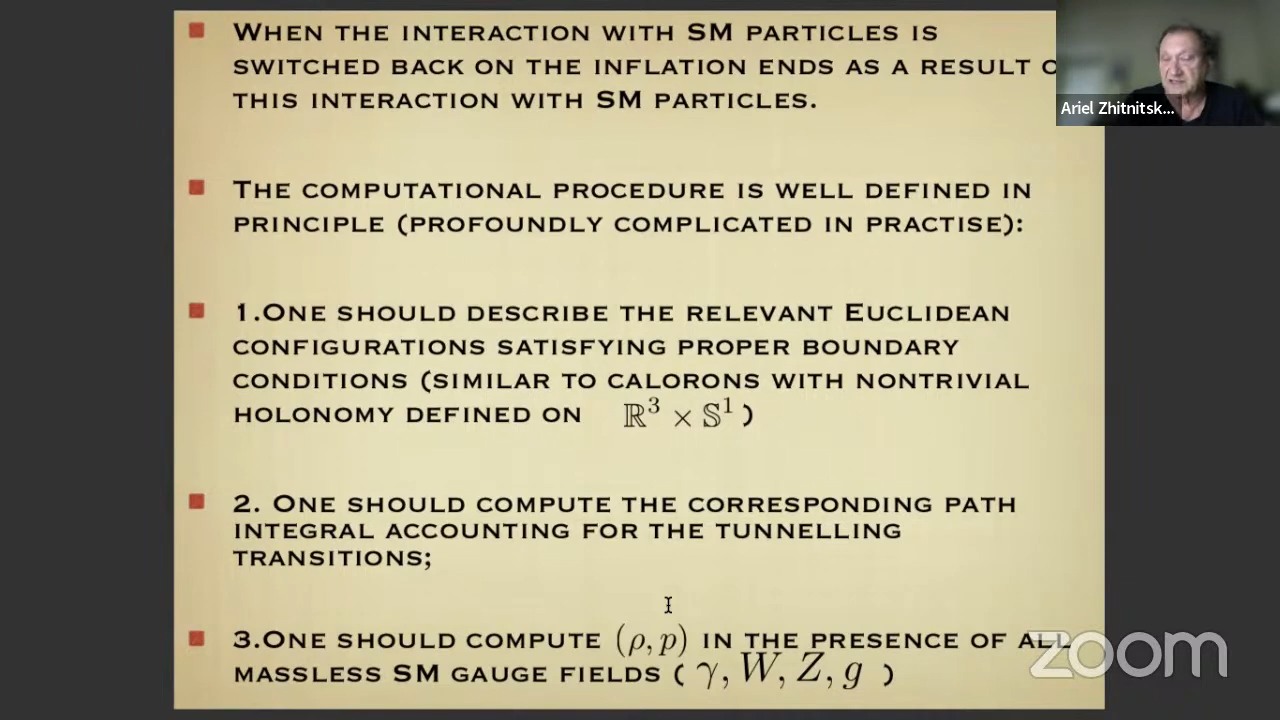 WHEN THE INTERACTION WITH SM PARTICLES IS
SWITCHED BACK ON THE INFLATION ENDS AS A RESULT
THIS INTERACTION WITH SM PARTICLES.
Ariel Zhitnitsk...
THE COMPUTATIONAL PROCEDURE IS WELL DEFINED IN
PRINCIPLE (PROFOUNDLY COMPLICATED IN PRACTISE):
1.ONE SHOULD DESCRIBE THE RELEVANT EUCLIDEAN
CONFIGURATIONS SATISFYING PROPER BOUNDARY
CONDITIONS (SIMILAR TO CALORONS WITH NONTRIVIAL
HOLONOMY DEFINED ON ℝ³ × 𝕊¹ )
2. ONE SHOULD COMPUTE THE CORRESPONDING PATH
INTEGRAL ACCOUNTING FOR THE TUNNELLING
TRANSITIONS;
3.ONE SHOULD COMPUTE (ρ, p) IN THE PRESENCE OF ALL
MASSLESS SM GAUGE FIELDS ( γ, W, Z, g )
zoom